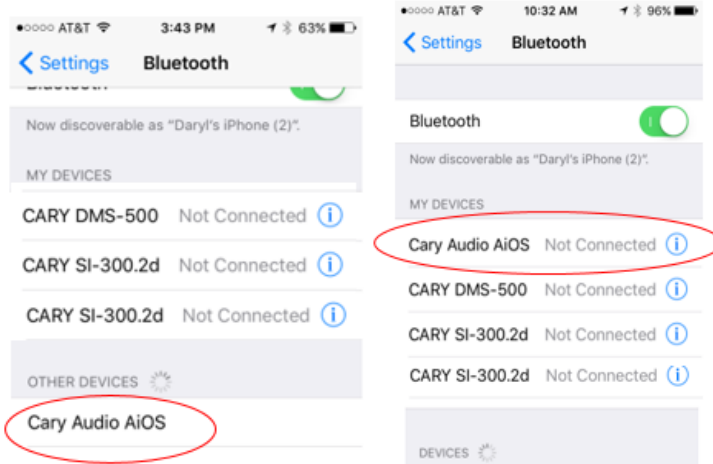 AT&T 3:43 PM 63%
Settings Bluetooth
Now discoverable as “Daryl's iPhone (2)”.
MY DEVICES
CARY DMS-500 Not Connected i
CARY SI-300.2d Not Connected i
CARY SI-300.2d Not Connected i
OTHER DEVICES
Cary Audio AiOS
AT&T 10:32 AM 96%
Settings Bluetooth
Bluetooth
Now discoverable as “Daryl's iPhone (2)”.
MY DEVICES
Cary Audio AiOS Not Connected i
CARY DMS-500 Not Connected i
CARY SI-300.2d Not Connected i
CARY SI-300.2d Not Connected i
DEVICES